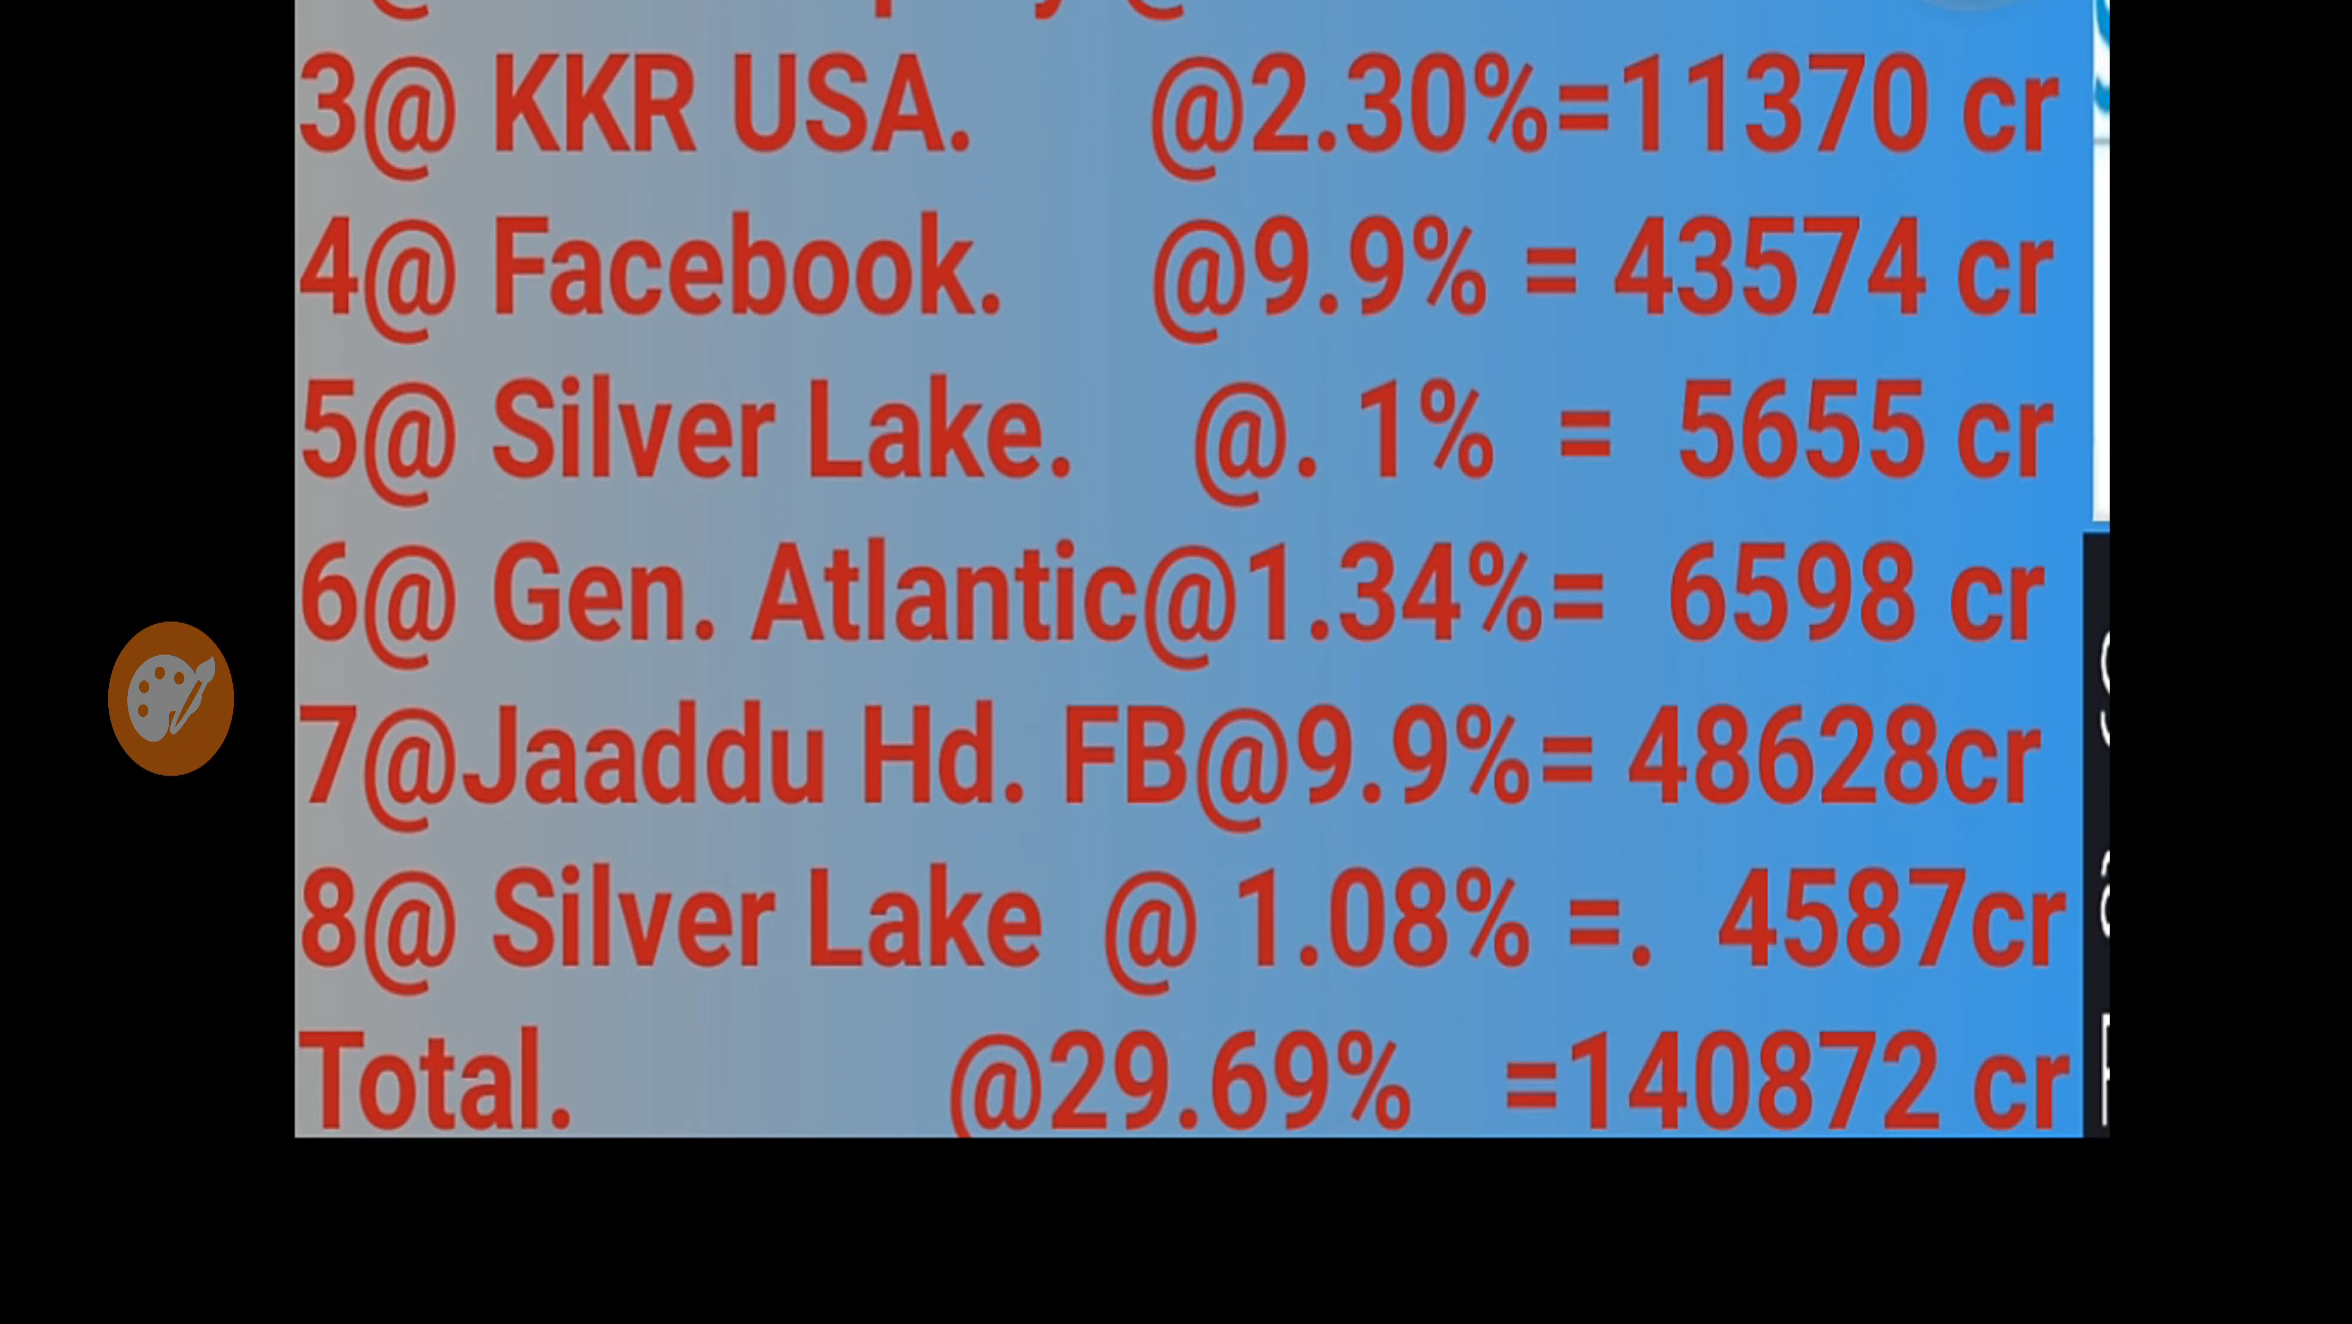 3@ KKR USA. @2.30%=11370 cr
4@ Facebook. @9.9% = 43574 cr
5@ Silver Lake. @. 1% = 5655 cr
6@ Gen. Atlantic@1.34%= 6598 cr
7@Jaaddu Hd. FB@9.9%= 48628cr
8@ Silver Lake @ 1.08% =. 4587cr
Total. @29.69% =140872 cr